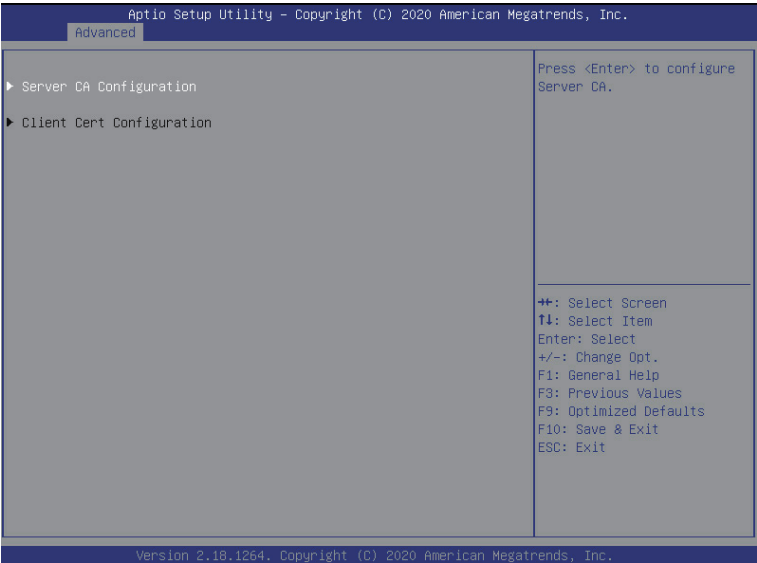 Aptio Setup Utility – Copyright (C) 2020 American Megatrends, Inc.
Advanced
▶ Server CA Configuration
▶ Client Cert Configuration
Press <Enter> to configure
Server CA.
→←: Select Screen
↑↓: Select Item
Enter: Select
+/-: Change Opt.
F1: General Help
F3: Previous Values
F9: Optimized Defaults
F10: Save & Exit
ESC: Exit
Version 2.18.1264. Copyright (C) 2020 American Megatrends, Inc.